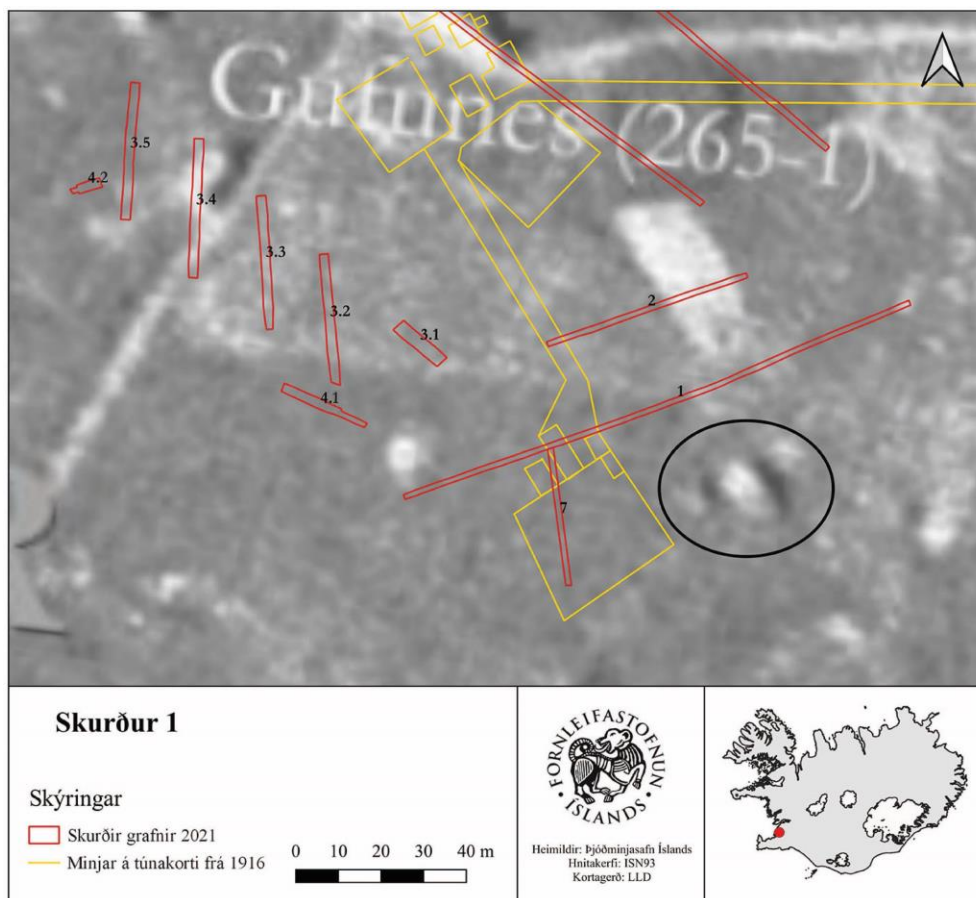 Gufunes (265-1)
3.5
4.2
3.4
3.3
3.2
3.1
4.1
2
1
7
Skurður 1
Skýringar
Skurðir grafnir 2021
Minjar á túnakorti frá 1916
0 10 20 30 40 m
FORNLEIFASTOFNUN
· ÍSLANDS ·
Heimildir: Þjóðminjasafn Íslands
Hnitakerfi: ISN93
Kortagerð: LLD